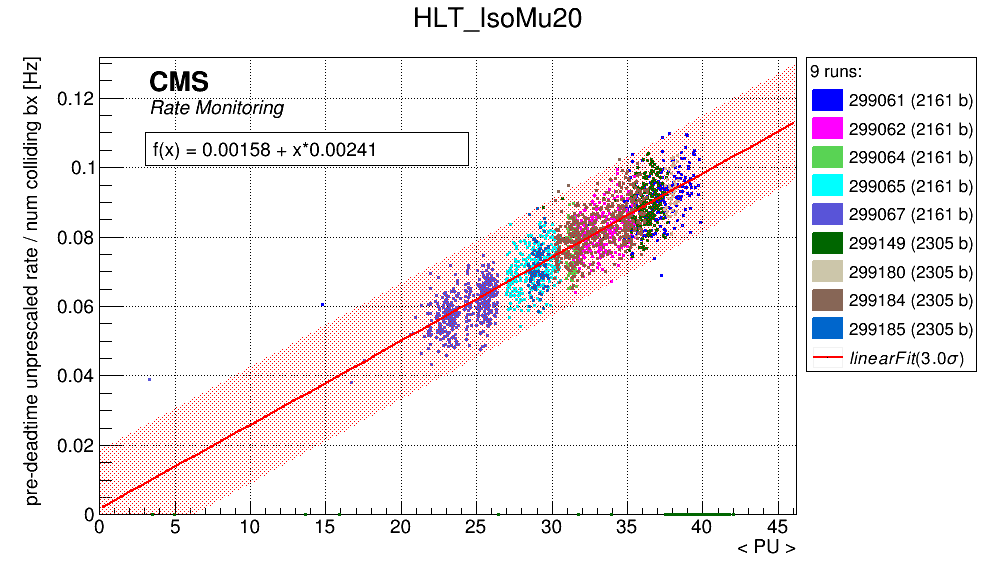 HLT_IsoMu20
pre-deadtime unprescaled rate / num colliding bx [Hz]
CMS
Rate Monitoring
f(x) = 0.00158 + x*0.00241
0.12
0.1
0.08
0.06
0.04
0.02
0
0 5 10 15 20 25 30 35 40 45
< PU >
9 runs:
299061 (2161 b)
299062 (2161 b)
299064 (2161 b)
299065 (2161 b)
299067 (2161 b)
299149 (2305 b)
299180 (2305 b)
299184 (2305 b)
299185 (2305 b)
linearFit(3.0σ)